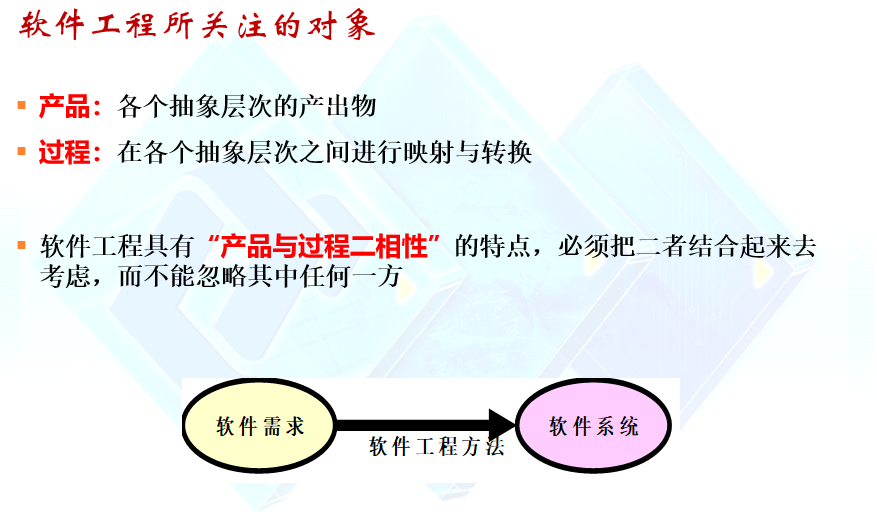 软件工程所关注的对象
产品：各个抽象层次的产出物
过程：在各个抽象层次之间进行映射与转换
软件工程具有“产品与过程二相性”的特点，必须把二者结合起来去
考虑，而不能忽略其中任何一方
软件需求
软件工程方法
软件系统